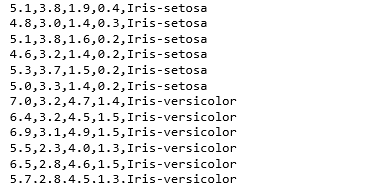 5.1,3.8,1.9,0.4,Iris-setosa
4.8,3.0,1.4,0.3,Iris-setosa
5.1,3.8,1.6,0.2,Iris-setosa
4.6,3.2,1.4,0.2,Iris-setosa
5.3,3.7,1.5,0.2,Iris-setosa
5.0,3.3,1.4,0.2,Iris-setosa
7.0,3.2,4.7,1.4,Iris-versicolor
6.4,3.2,4.5,1.5,Iris-versicolor
6.9,3.1,4.9,1.5,Iris-versicolor
5.5,2.3,4.0,1.3,Iris-versicolor
6.5,2.8,4.6,1.5,Iris-versicolor
5.7,2.8,4.5,1.3,Iris-versicolor